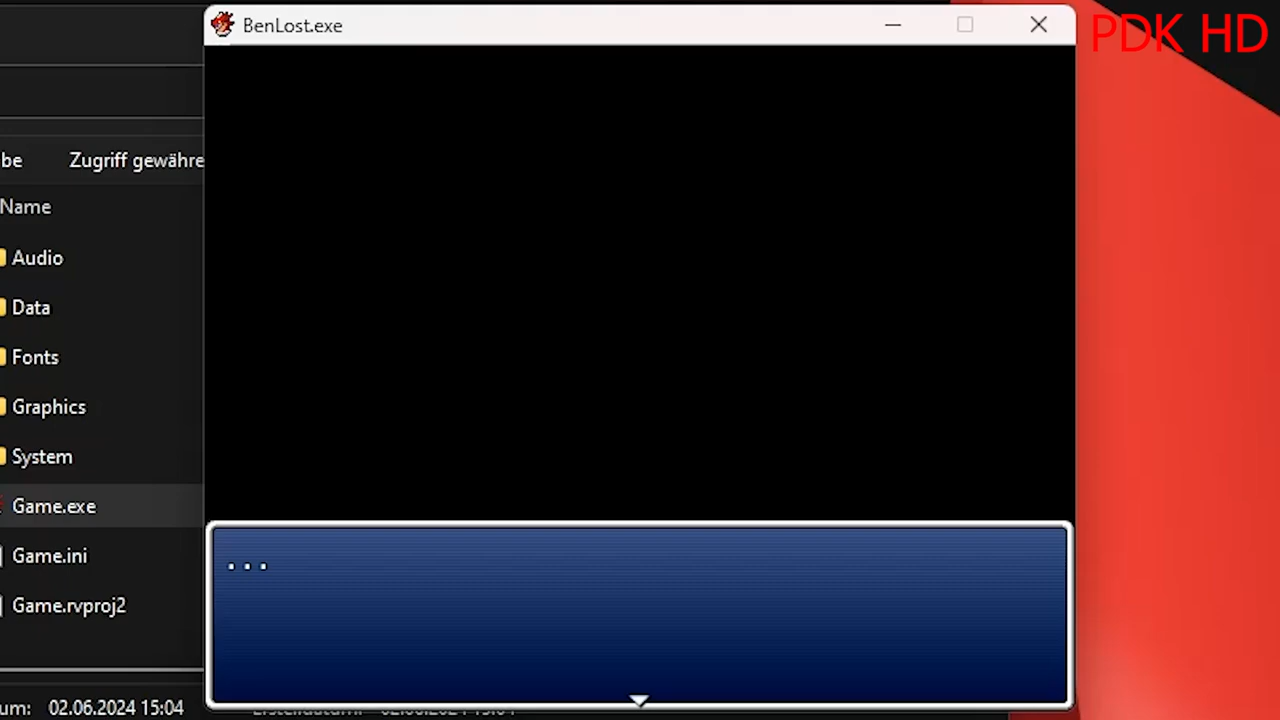 BenLost.exe
PDK HD
be Zugriff gewähre
Name
Audio
Data
Fonts
Graphics
System
Game.exe
Game.ini
Game.rvproj2
...
um: 02.06.2024 15:04